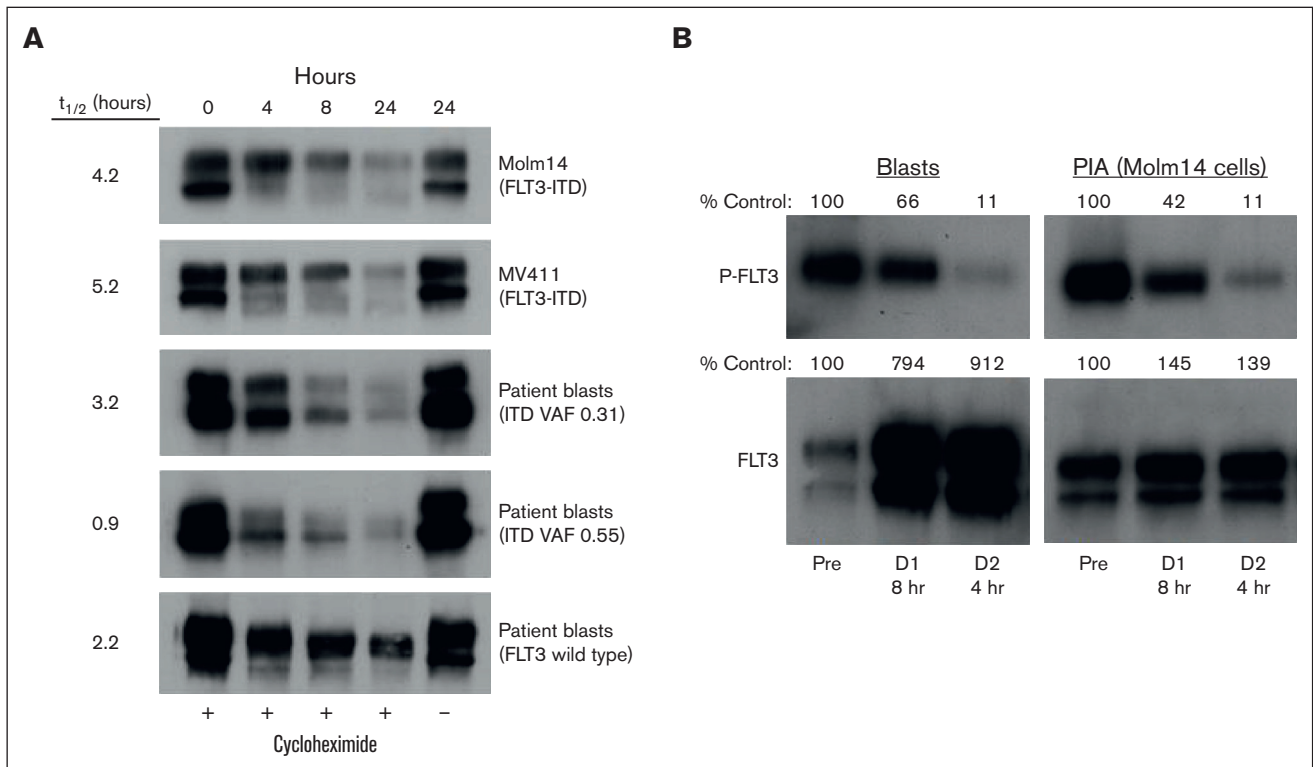 A
Hours
t1/2 (hours) 0 4 8 24 24
4.2
Molm14
(FLT3-ITD)
5.2
MV411
(FLT3-ITD)
3.2
Patient blasts
(ITD VAF 0.31)
0.9
Patient blasts
(ITD VAF 0.55)
2.2
Patient blasts
(FLT3 wild type)
+ + + + –
Cycloheximide
B
Blasts PIA (Molm14 cells)
% Control: 100 66 11 100 42 11
P-FLT3
% Control: 100 794 912 100 145 139
FLT3
Pre D1 D2 Pre D1 D2
8 hr 4 hr 8 hr 4 hr